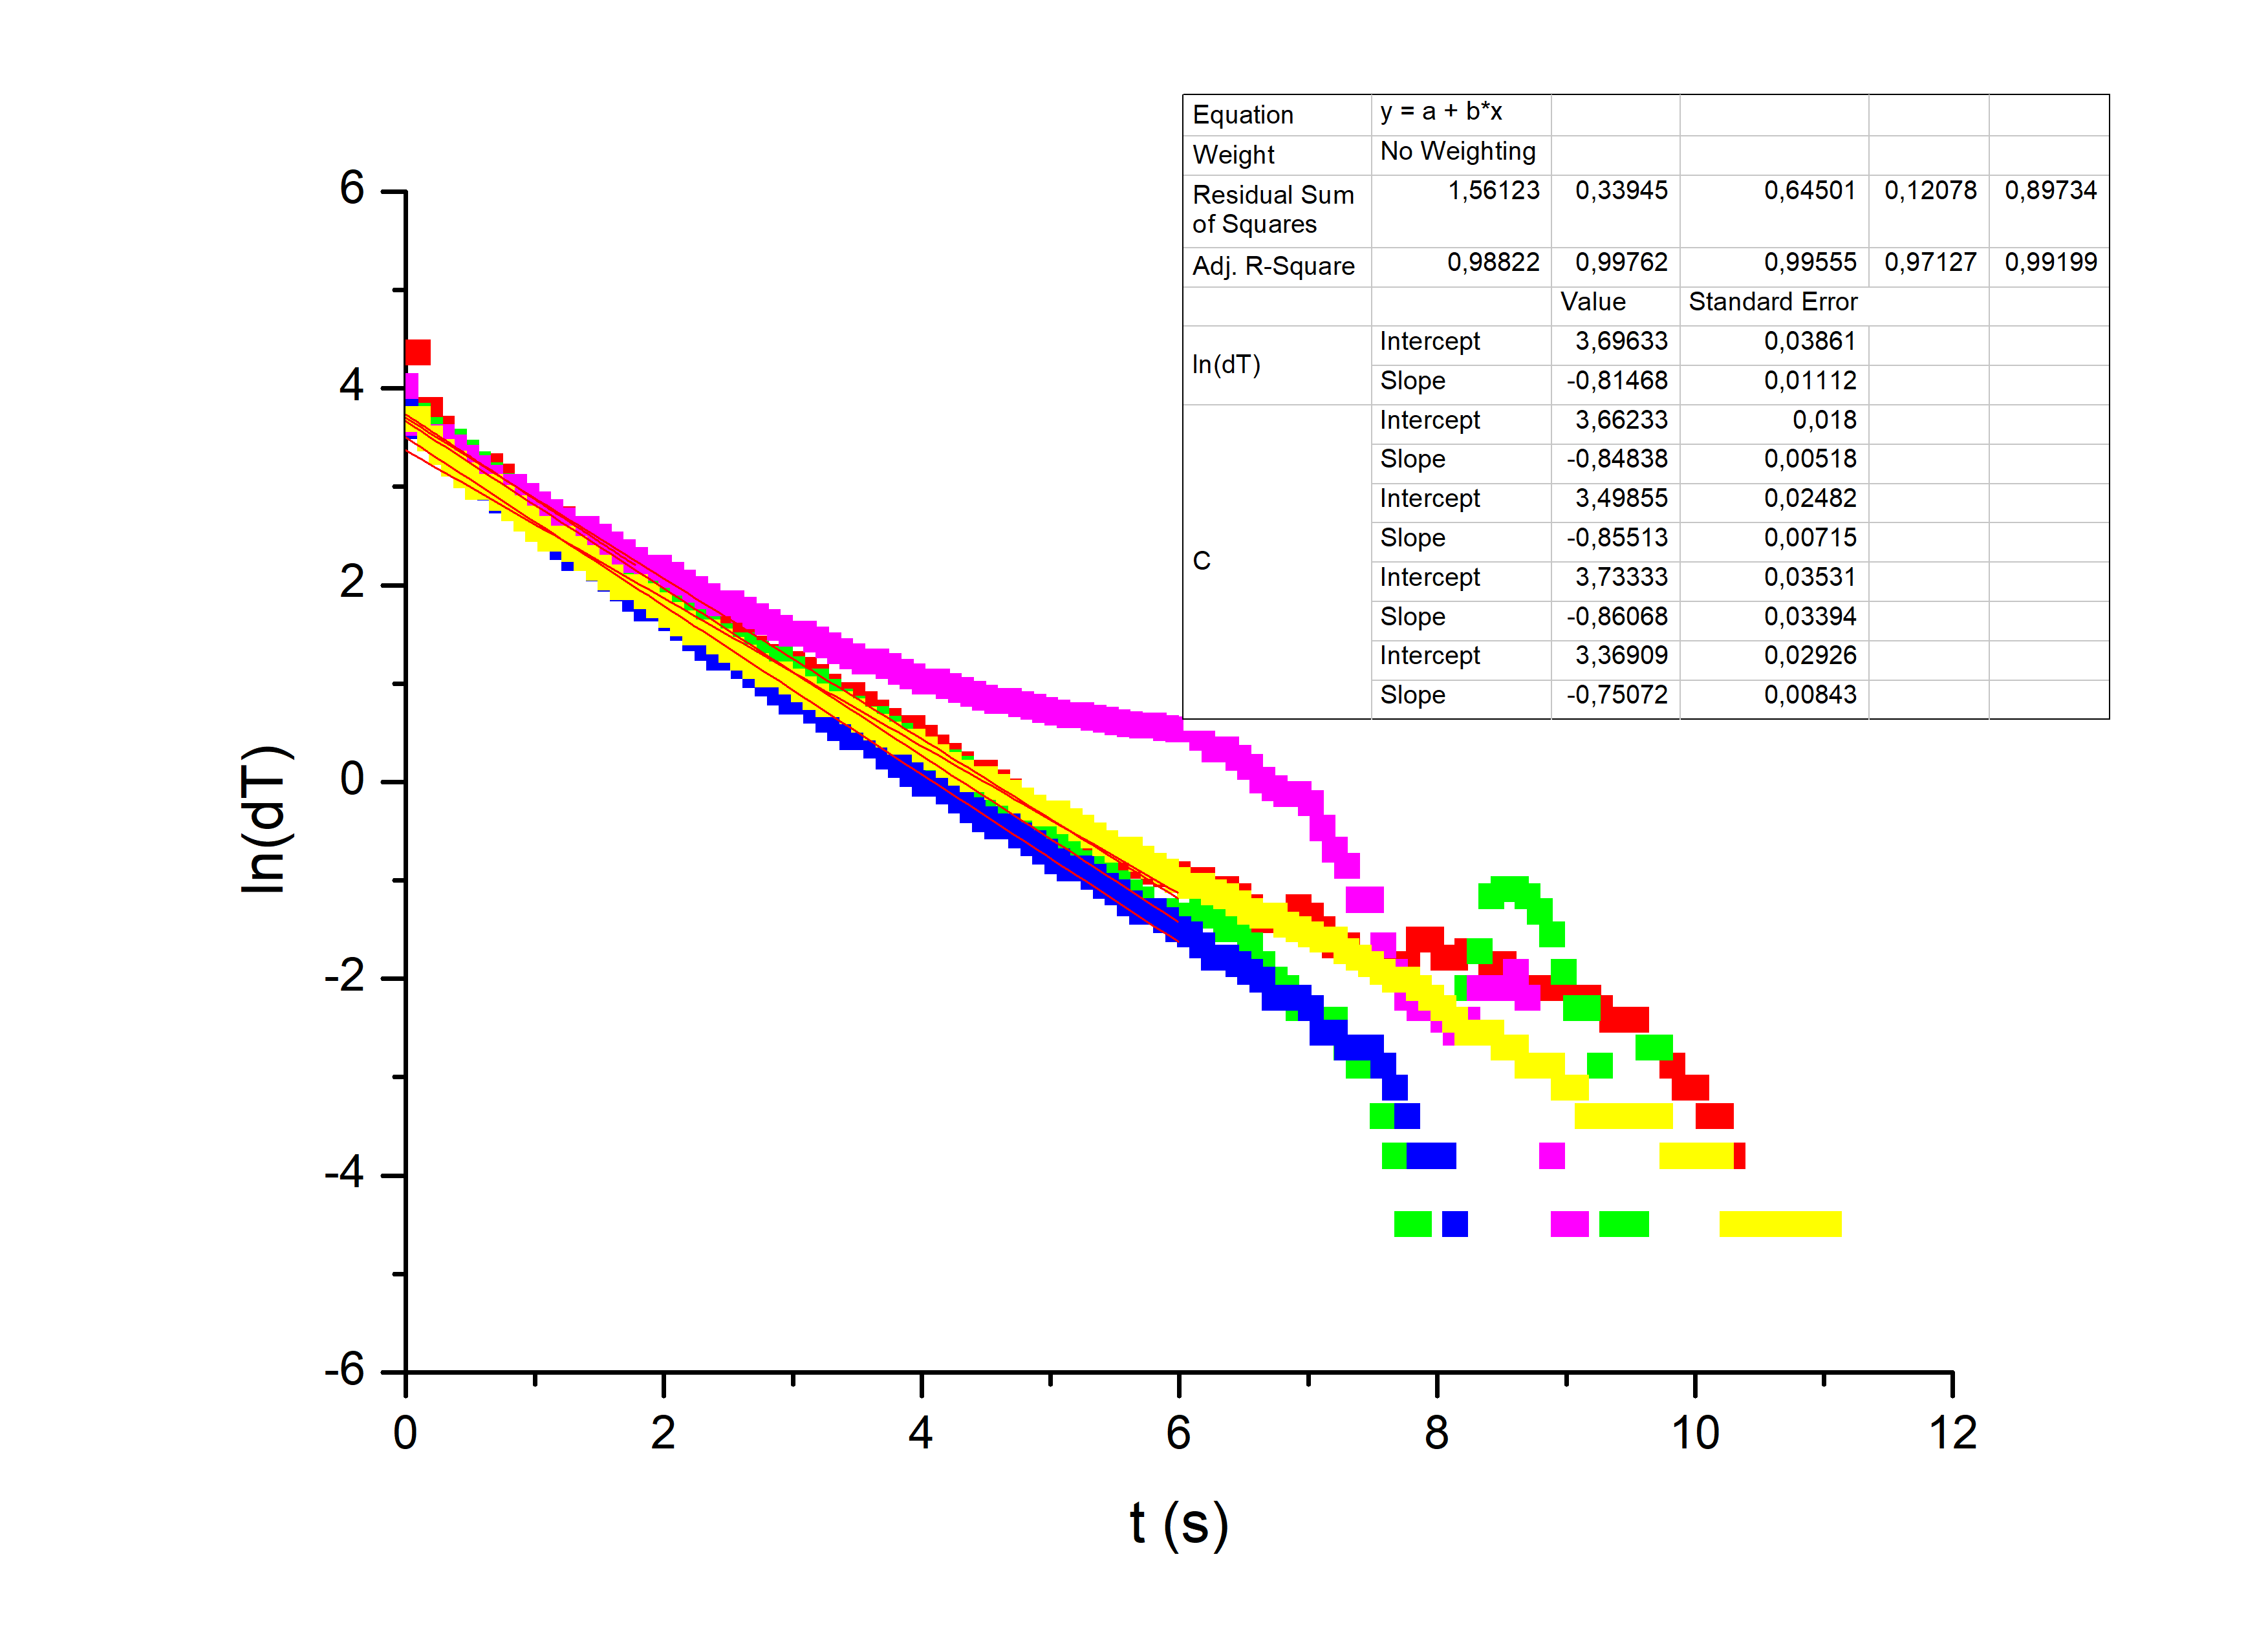 Equation y = a + b*x
Weight No Weighting
Residual Sum of Squares 1,56123 0,33945 0,64501 0,12078 0,89734
Adj. R-Square 0,98822 0,99762 0,99555 0,97127 0,99199
Value Standard Error
ln(dT) Intercept 3,69633 0,03861
Slope -0,81468 0,01112
C Intercept 3,66233 0,018
Slope -0,84838 0,00518
Intercept 3,49855 0,02482
Slope -0,85513 0,00715
Intercept 3,73333 0,03531
Slope -0,86068 0,03394
Intercept 3,36909 0,02926
Slope -0,75072 0,00843
6
4
2
0
-2
-4
-6
ln(dT)
0 2 4 6 8 10 12
t (s)